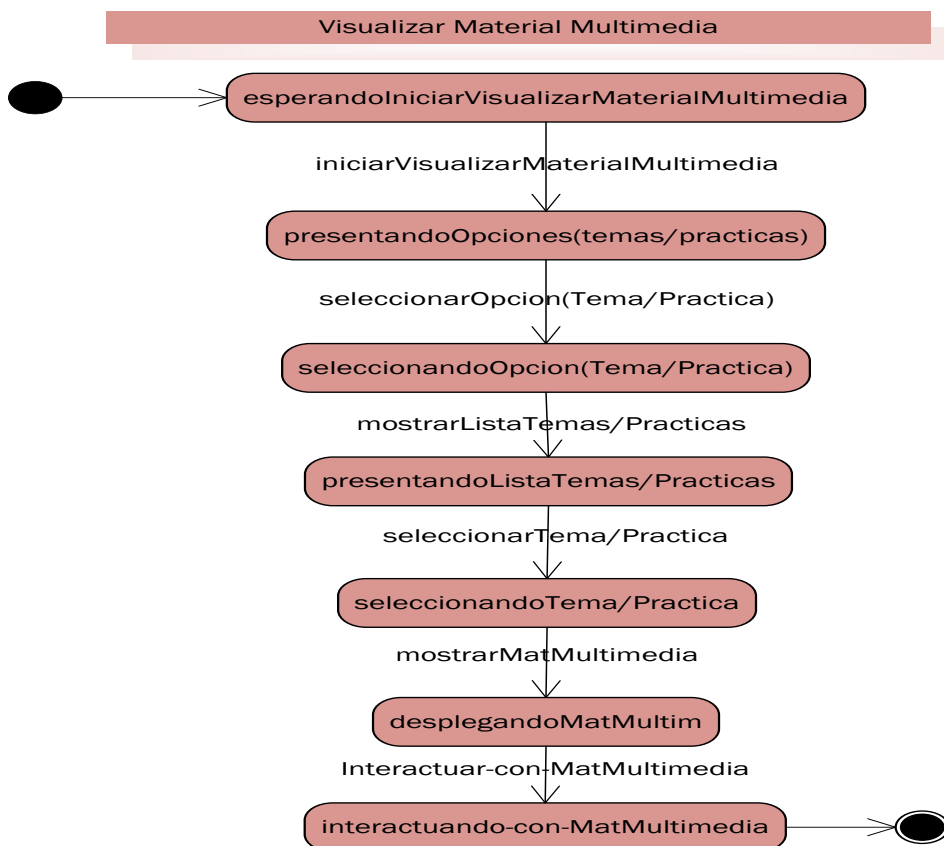 Visualizar Material Multimedia
esperandoIniciarVisualizarMaterialMultimedia
iniciarVisualizarMaterialMultimedia
presentandoOpciones(temas/practicas)
seleccionarOpcion(Tema/Practica)
seleccionandoOpcion(Tema/Practica)
mostrarListaTemas/Practicas
presentandoListaTemas/Practicas
seleccionarTema/Practica
seleccionandoTema/Practica
mostrarMatMultimedia
desplegandoMatMultim
Interactuar-con-MatMultimedia
interactuando-con-MatMultimedia